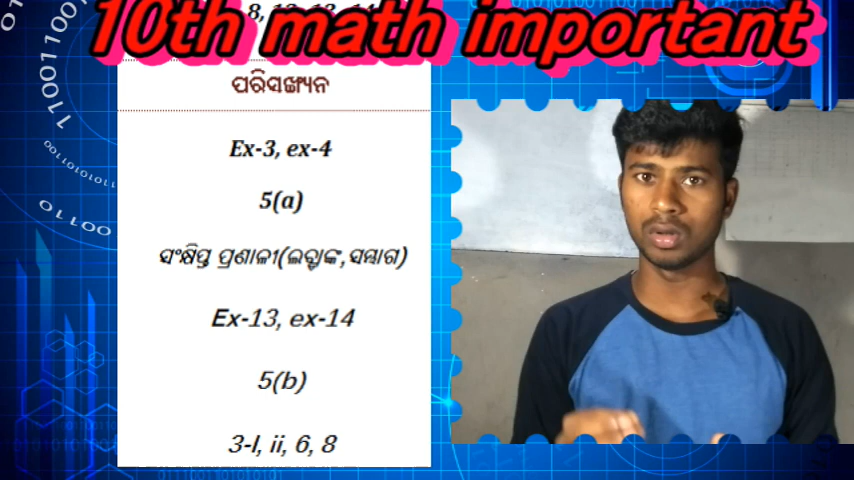 10th math important
ପରିସଂଖ୍ୟାନ
Ex-3, ex-4
5(a)
ସଂକ୍ଷିପ୍ତ ପ୍ରଣାଳୀ(ଲବ୍ଧାଙ୍କ, ସମ୍ଭାଗ)
Ex-13, ex-14
5(b)
3-I, ii, 6, 8